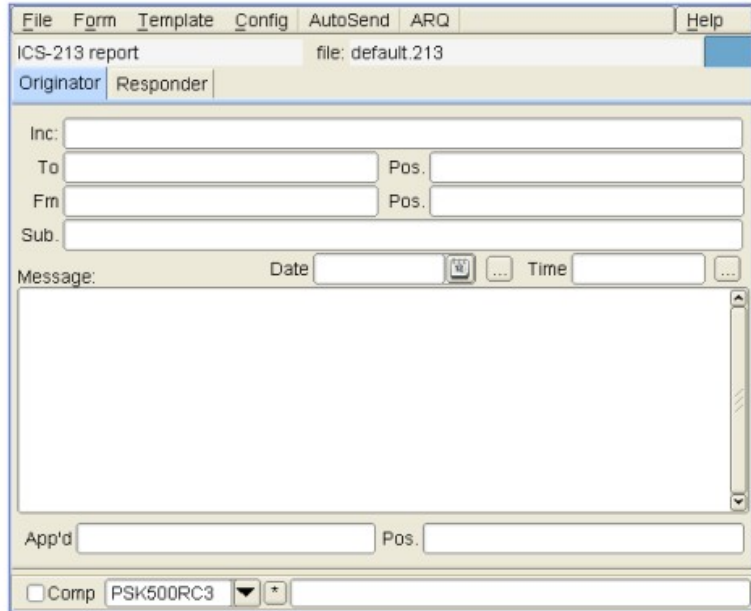 File Form Template Config AutoSend ARQ Help
ICS-213 report file: default.213
Originator Responder
Inc:
To Pos.
Fm Pos.
Sub.
Message: Date ... Time ...
App'd Pos.
Comp PSK500RC3 *